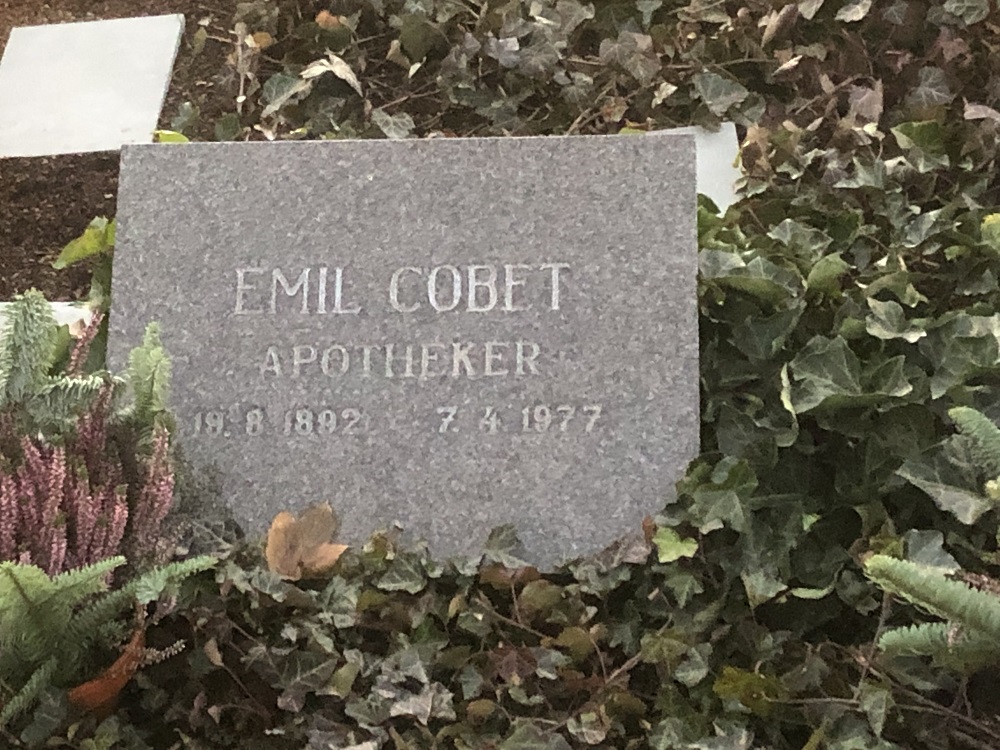 EMIL COBET
APOTHEKER
19. 8. 1892 - 7. 4. 1977